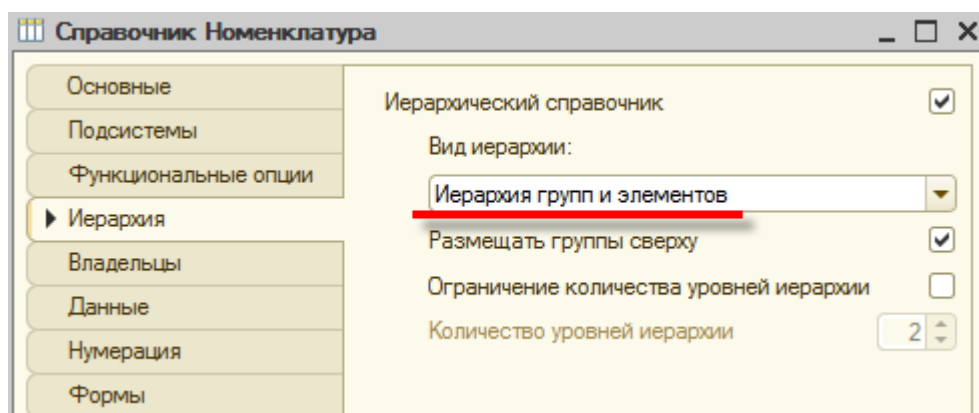 Справочник Номенклатура
Основные
Подсистемы
Функциональные опции
Иерархия
Владельцы
Данные
Нумерация
Формы
Иерархический справочник
Вид иерархии:
Иерархия групп и элементов
Размещать группы сверху
Ограничение количества уровней иерархии
Количество уровней иерархии 2